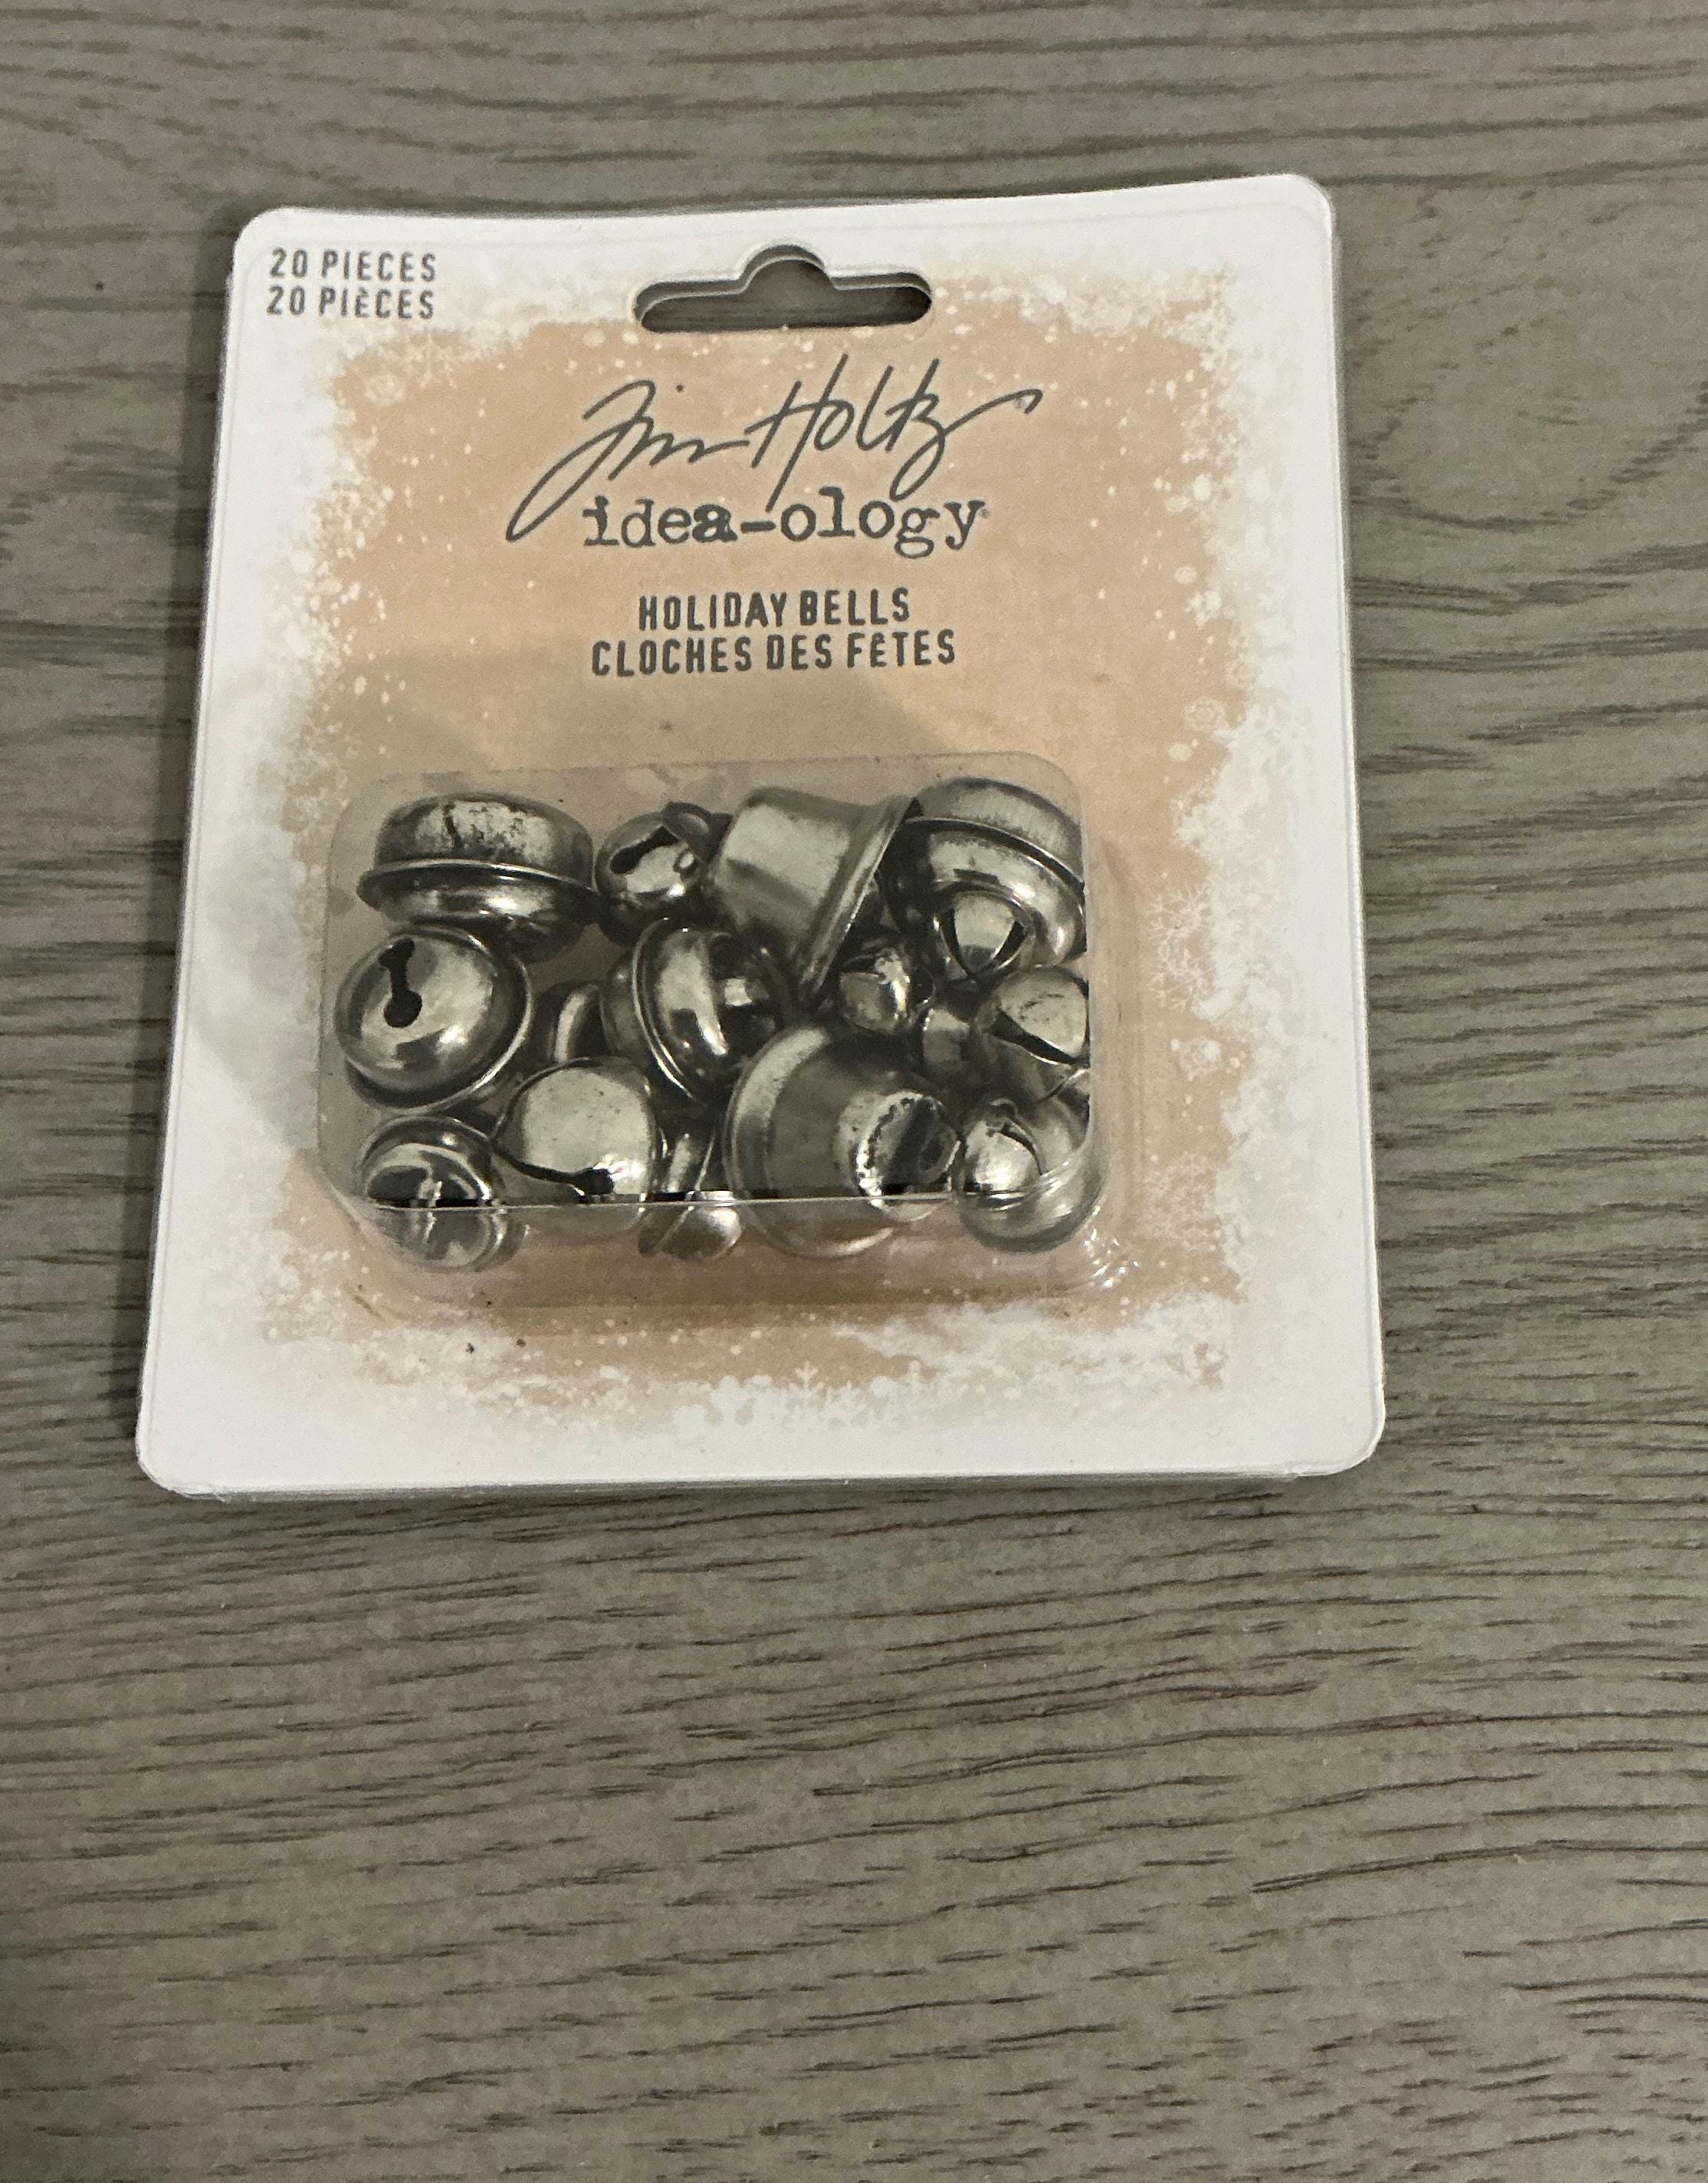 20 PIECES
20 PIÈCES
Tim Holtz
idea-ology
HOLIDAY BELLS
CLOCHES DES FÊTES